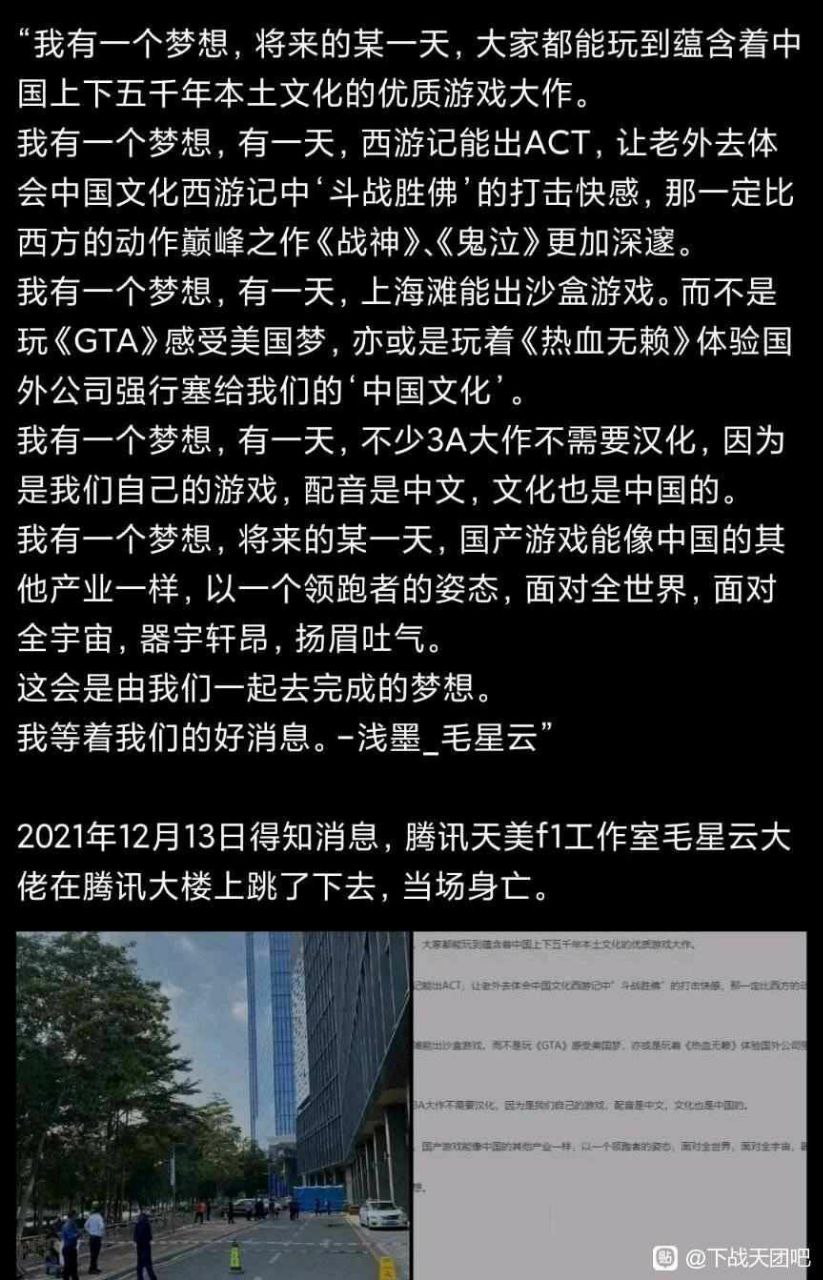 “我有一个梦想，将来的某一天，大家都能玩到蕴含着中
国上下五千年本土文化的优质游戏大作。
我有一个梦想，有一天，西游记能出ACT，让老外去体
会中国文化西游记中‘斗战胜佛’的打击快感，那一定比
西方的动作巅峰之作《战神》、《鬼泣》更加深邃。
我有一个梦想，有一天，上海滩能出沙盒游戏。而不是
玩《GTA》感受美国梦，亦或是玩着《热血无赖》体验国
外公司强行塞给我们的‘中国文化’。
我有一个梦想，有一天，不少3A大作不需要汉化，因为
是我们自己的游戏，配音是中文，文化也是中国的。
我有一个梦想，将来的某一天，国产游戏能像中国的其
他产业一样，以一个领跑者的姿态，面对全世界，面对
全宇宙，器宇轩昂，扬眉吐气。
这会是由我们一起去完成的梦想。
我等着我们的好消息。-浅墨_毛星云”
2021年12月13日得知消息，腾讯天美f1工作室毛星云大
佬在腾讯大楼上跳了下去，当场身亡。
大家都能玩到蕴含着中国上下五千年本土文化的优质游戏大作。
记能出ACT，让老外去体会中国文化西游记中“斗战胜佛”的打击快感，那一定比西方的
滩能出沙盒游戏。而不是玩《GTA》感受美国梦，亦或是玩着《热血无赖》体验国外公司
3A大作不需要汉化，因为是我们自己的游戏，配音是中文，文化也是中国的。
国产游戏能像中国的其他产业一样，以一个领跑者的姿态，面对全世界，面对全宇宙，
想。
贴 @下战天团吧